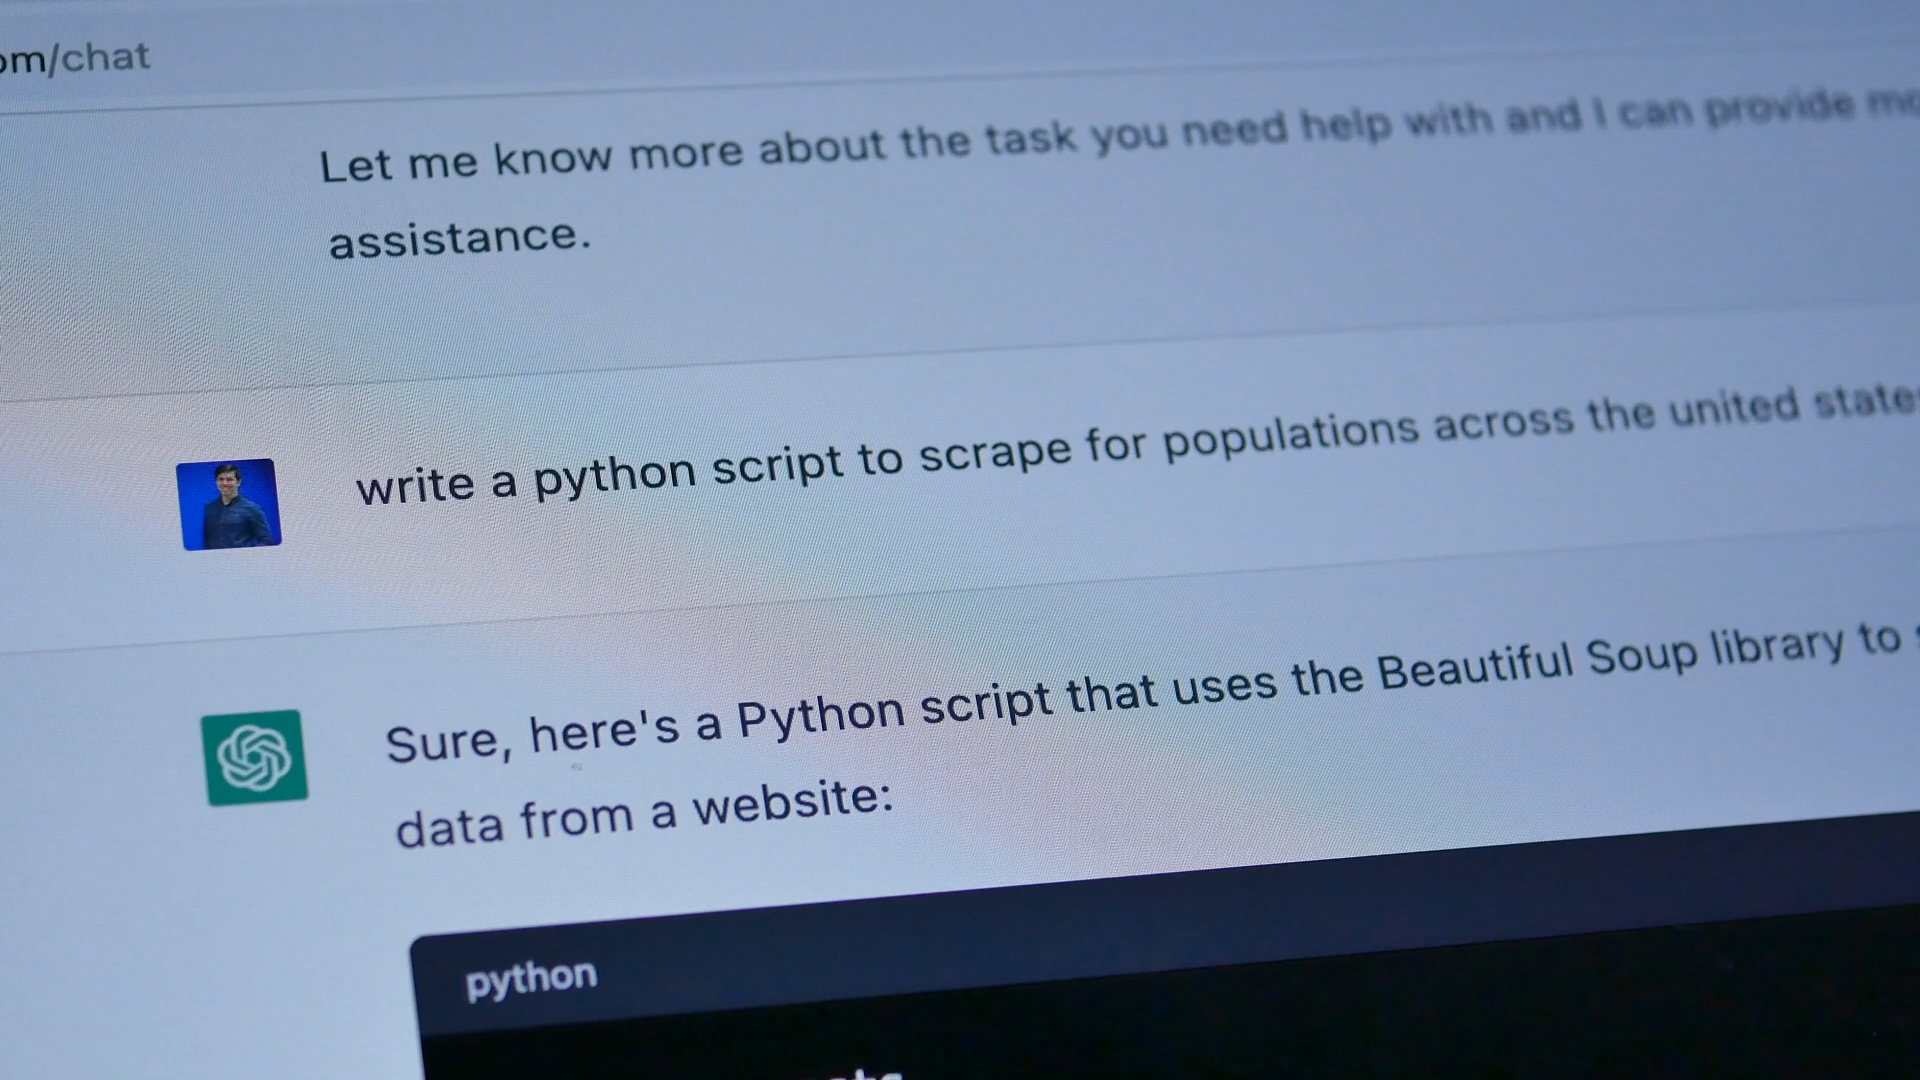 om/chat
Let me know more about the task you need help with and I can provide
assistance.
write a python script to scrape for populations across the united states
Sure, here's a Python script that uses the Beautiful Soup library to
data from a website:
python